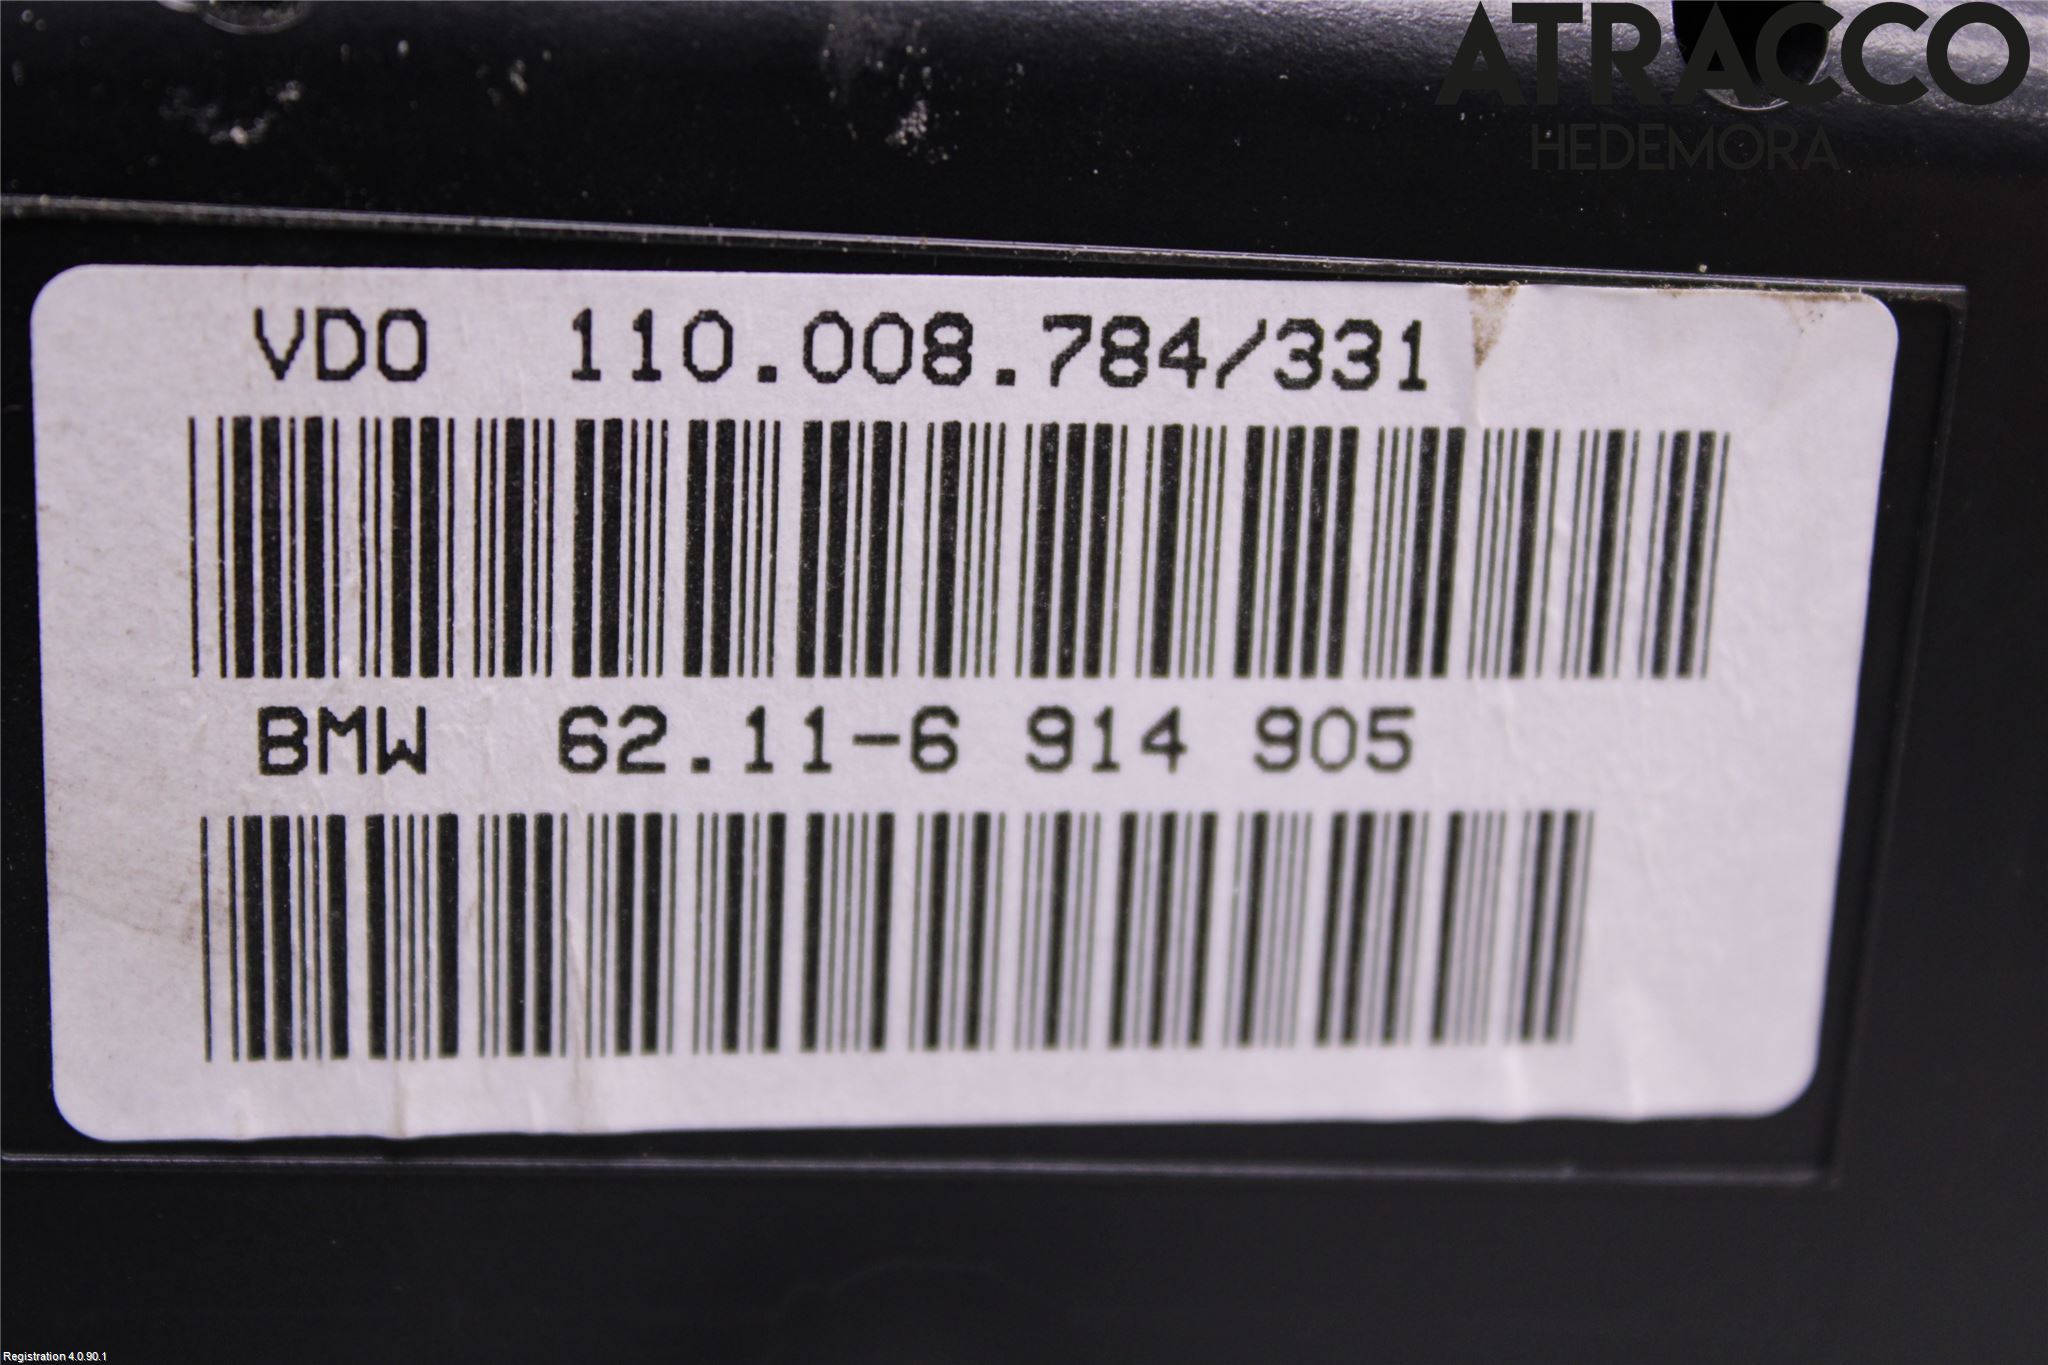 ATRACCO
HEDEMORA
VDO 110.008.784/331
BMW 62.11-6 914 905
Registration 4.0.90.1